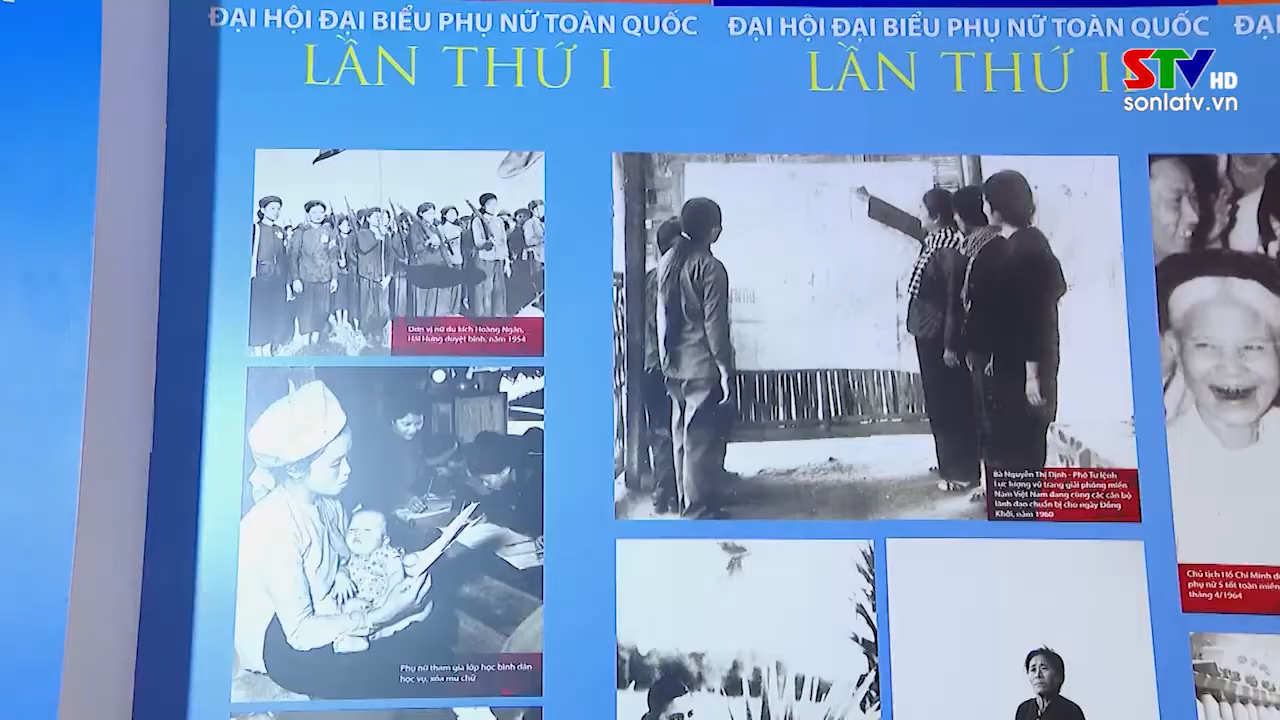 ĐẠI HỘI ĐẠI BIỂU PHỤ NỮ TOÀN QUỐC
LẦN THỨ I
ĐẠI HỘI ĐẠI BIỂU PHỤ NỮ TOÀN QUỐC
LẦN THỨ
STV HD
sonlatv.vn
Đơn vị nữ du kích Hoàng Ngân,
Hải Hưng duyệt binh, năm 1954
Phụ nữ tham gia lớp học bình dân
học vụ, xóa mù chữ
Bà Nguyễn Thị Định - Phó Tư lệnh
Lực lượng vũ trang giải phóng miền
Nam Việt Nam đang cùng các cán bộ
lãnh đạo chuẩn bị cho ngày Đồng
Khởi, năm 1960
Chủ tịch Hồ Chí Minh
phụ nữ 5 tốt toàn miền
tháng 4/1964